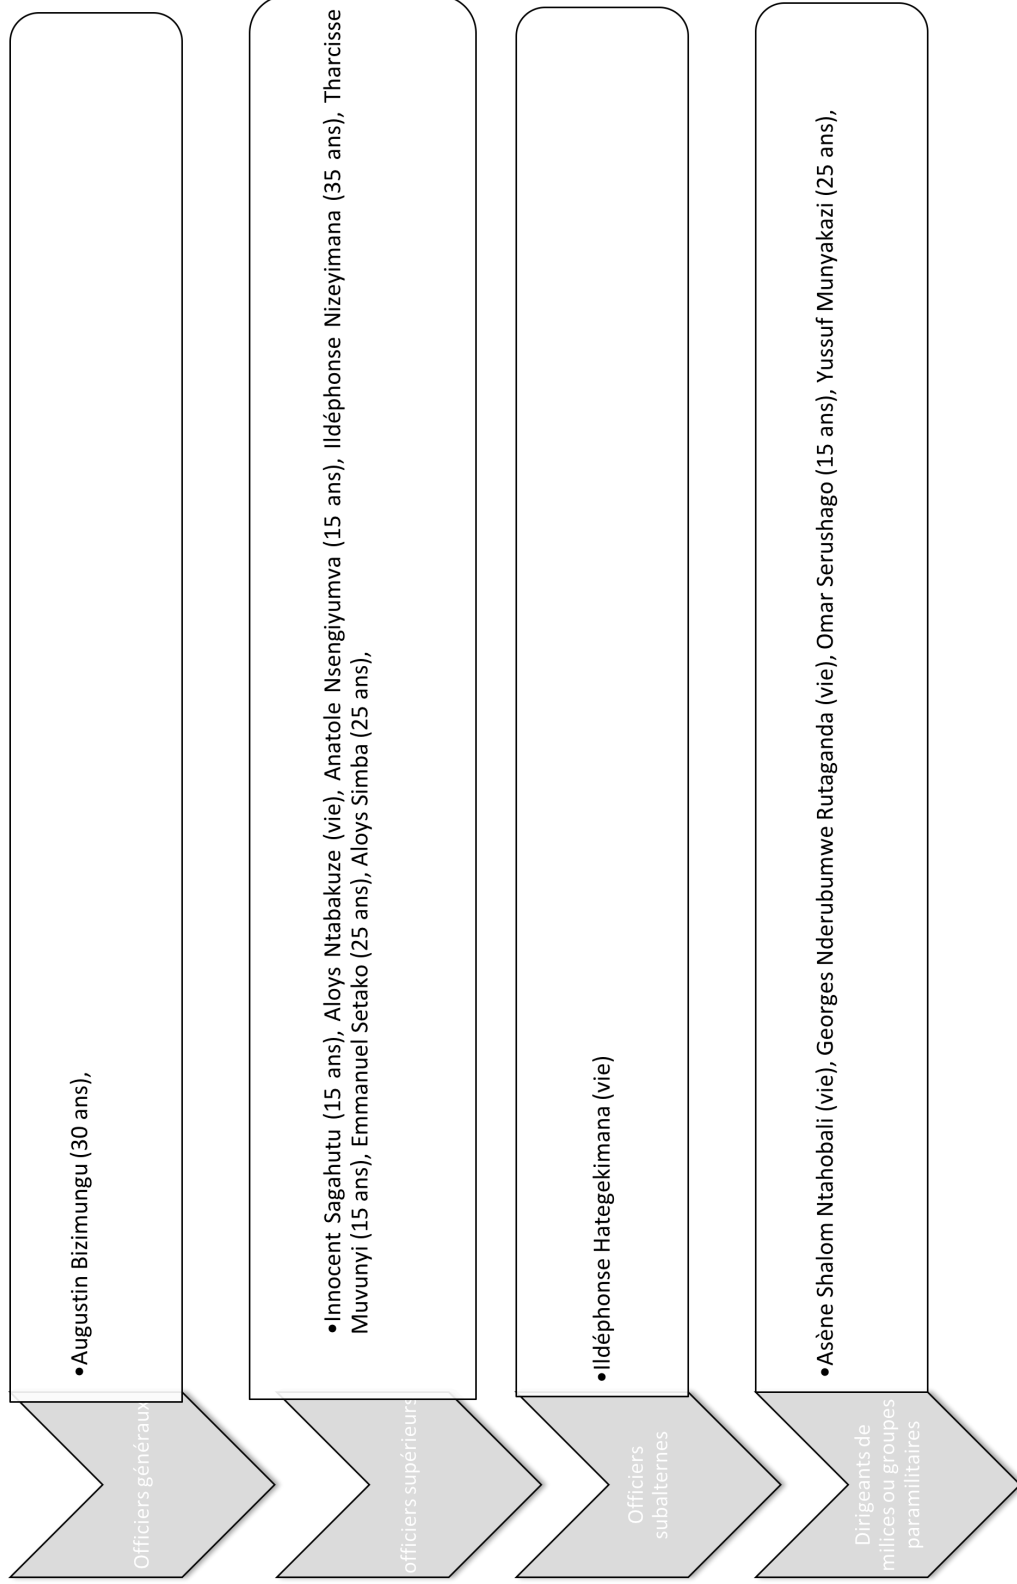 Officiers généraux
•Augustin Bizimungu (30 ans),
officiers supérieurs
•Innocent Sagahutu (15 ans), Aloys Ntabakuze (vie), Anatole Nsengiyumva (15 ans), Ildéphonse Nizeyimana (35 ans), Tharcisse
Muvunyi (15 ans), Emmanuel Setako (25 ans), Aloys Simba (25 ans),
Officiers
subalternes
•Ildéphonse Hategekimana (vie)
Dirigeants de
milices ou groupes
paramilitaires
•Asène Shalom Ntahobali (vie), Georges Nderubumwe Rutaganda (vie), Omar Serushago (15 ans), Yussuf Munyakazi (25 ans),